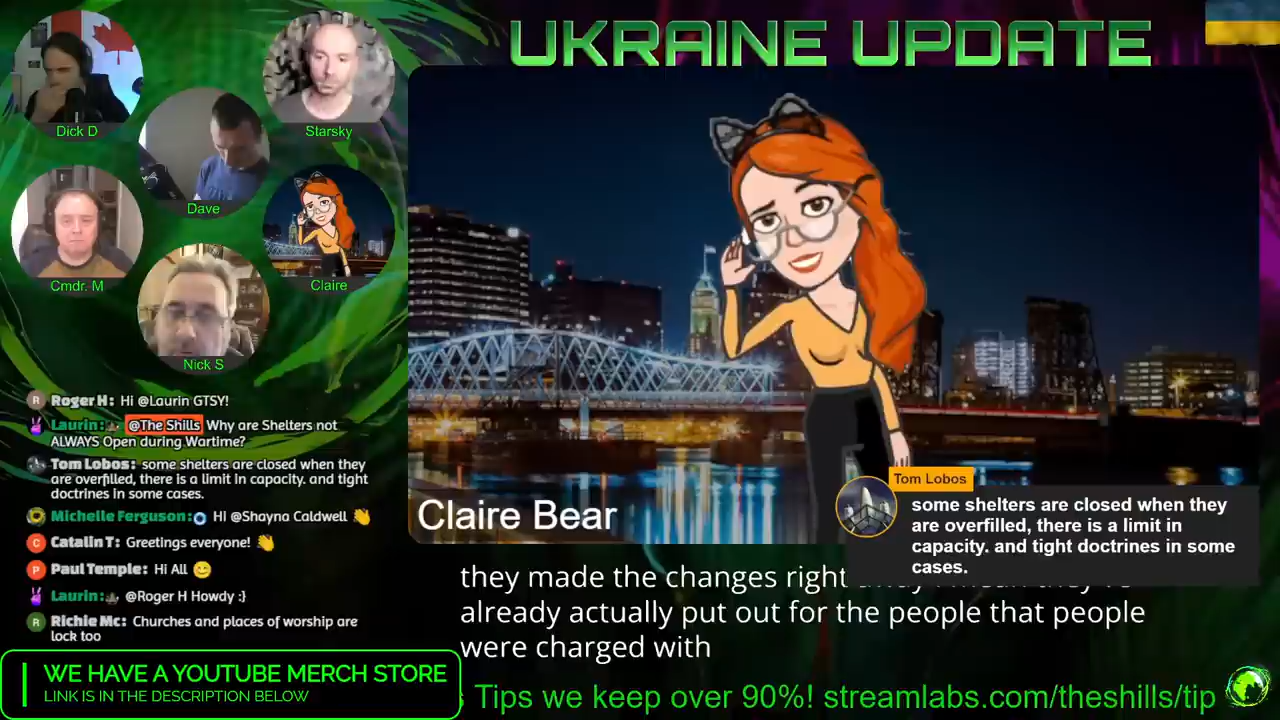 UKRAINE UPDATE
Dick D
Starsky
Dave
Cmdr. M
Claire
Nick S
Roger H: Hi @Laurin GTSY!
Laurin: @The Shills Why are Shelters not
ALWAYS Open during Wartime?
Tom Lobos: some shelters are closed when they
are overfilled, there is a limit in capacity. and tight
doctrines in some cases.
Michelle Ferguson: Hi @Shayna Caldwell
Catalin T: Greetings everyone!
Paul Temple: Hi All
Laurin: @Roger H Howdy :}
Richie Mc: Churches and places of worship are
lock too
Claire Bear
Tom Lobos
some shelters are closed when they
are overfilled, there is a limit in
capacity. and tight doctrines in some
cases.
they made the changes right
already actually put out for the people that people
were charged with
WE HAVE A YOUTUBE MERCH STORE
LINK IS IN THE DESCRIPTION BELOW
Tips we keep over 90%! streamlabs.com/theshills/tip